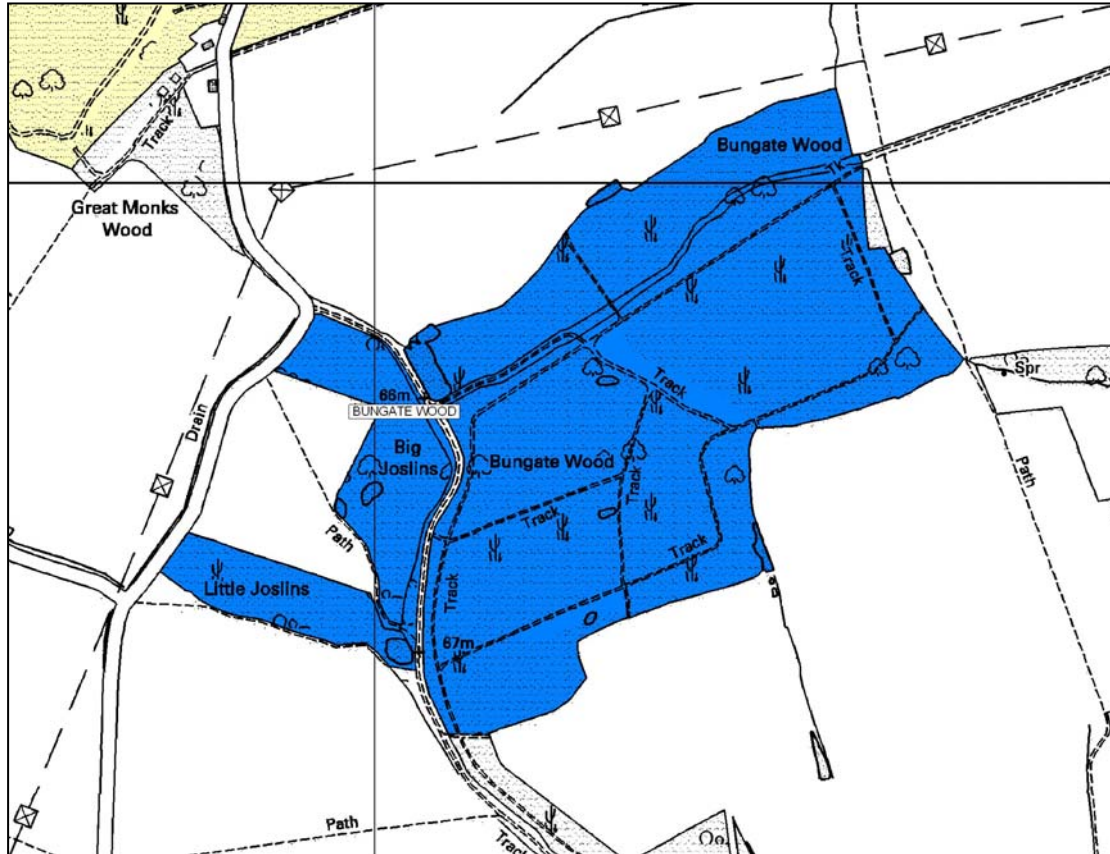 Track
Great Monks
Wood
Bungate Wood
Tk
Track
Spr
66m
BUNGATE WOOD
Drain
Big
Joslins
Bungate Wood
Track
Track
Track
Path
Path
Track
Little Joslins
Track
67m
Path
Track